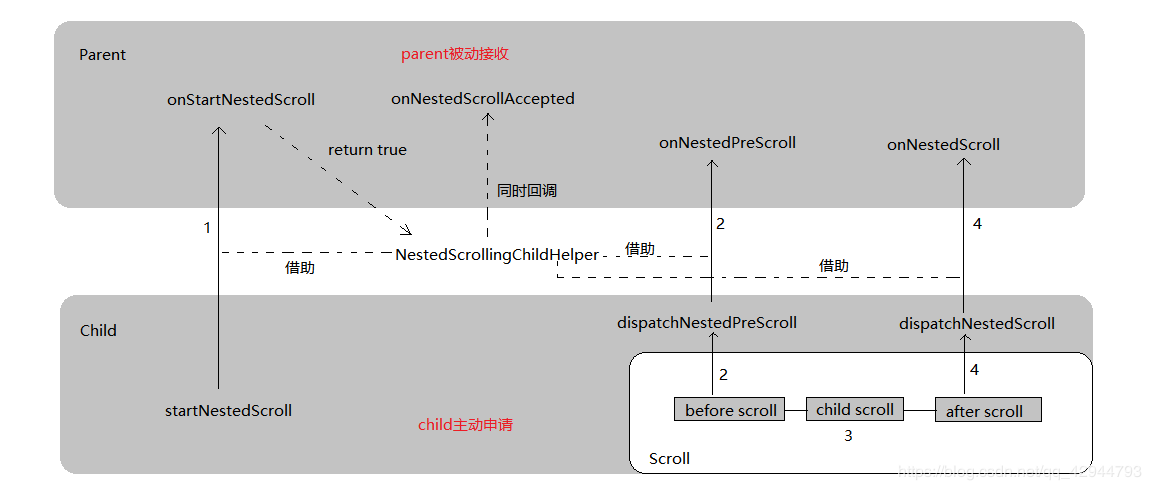 Parent
parent被动接收
onStartNestedScroll
onNestedScrollAccepted
return true
onNestedPreScroll
onNestedScroll
同时回调
1
2
4
NestedScrollingChildHelper
借助
借助
借助
Child
dispatchNestedPreScroll
dispatchNestedScroll
2
4
startNestedScroll
before scroll
child scroll
after scroll
child主动申请
3
Scroll
https://blog.csdn.net/qq_42944793